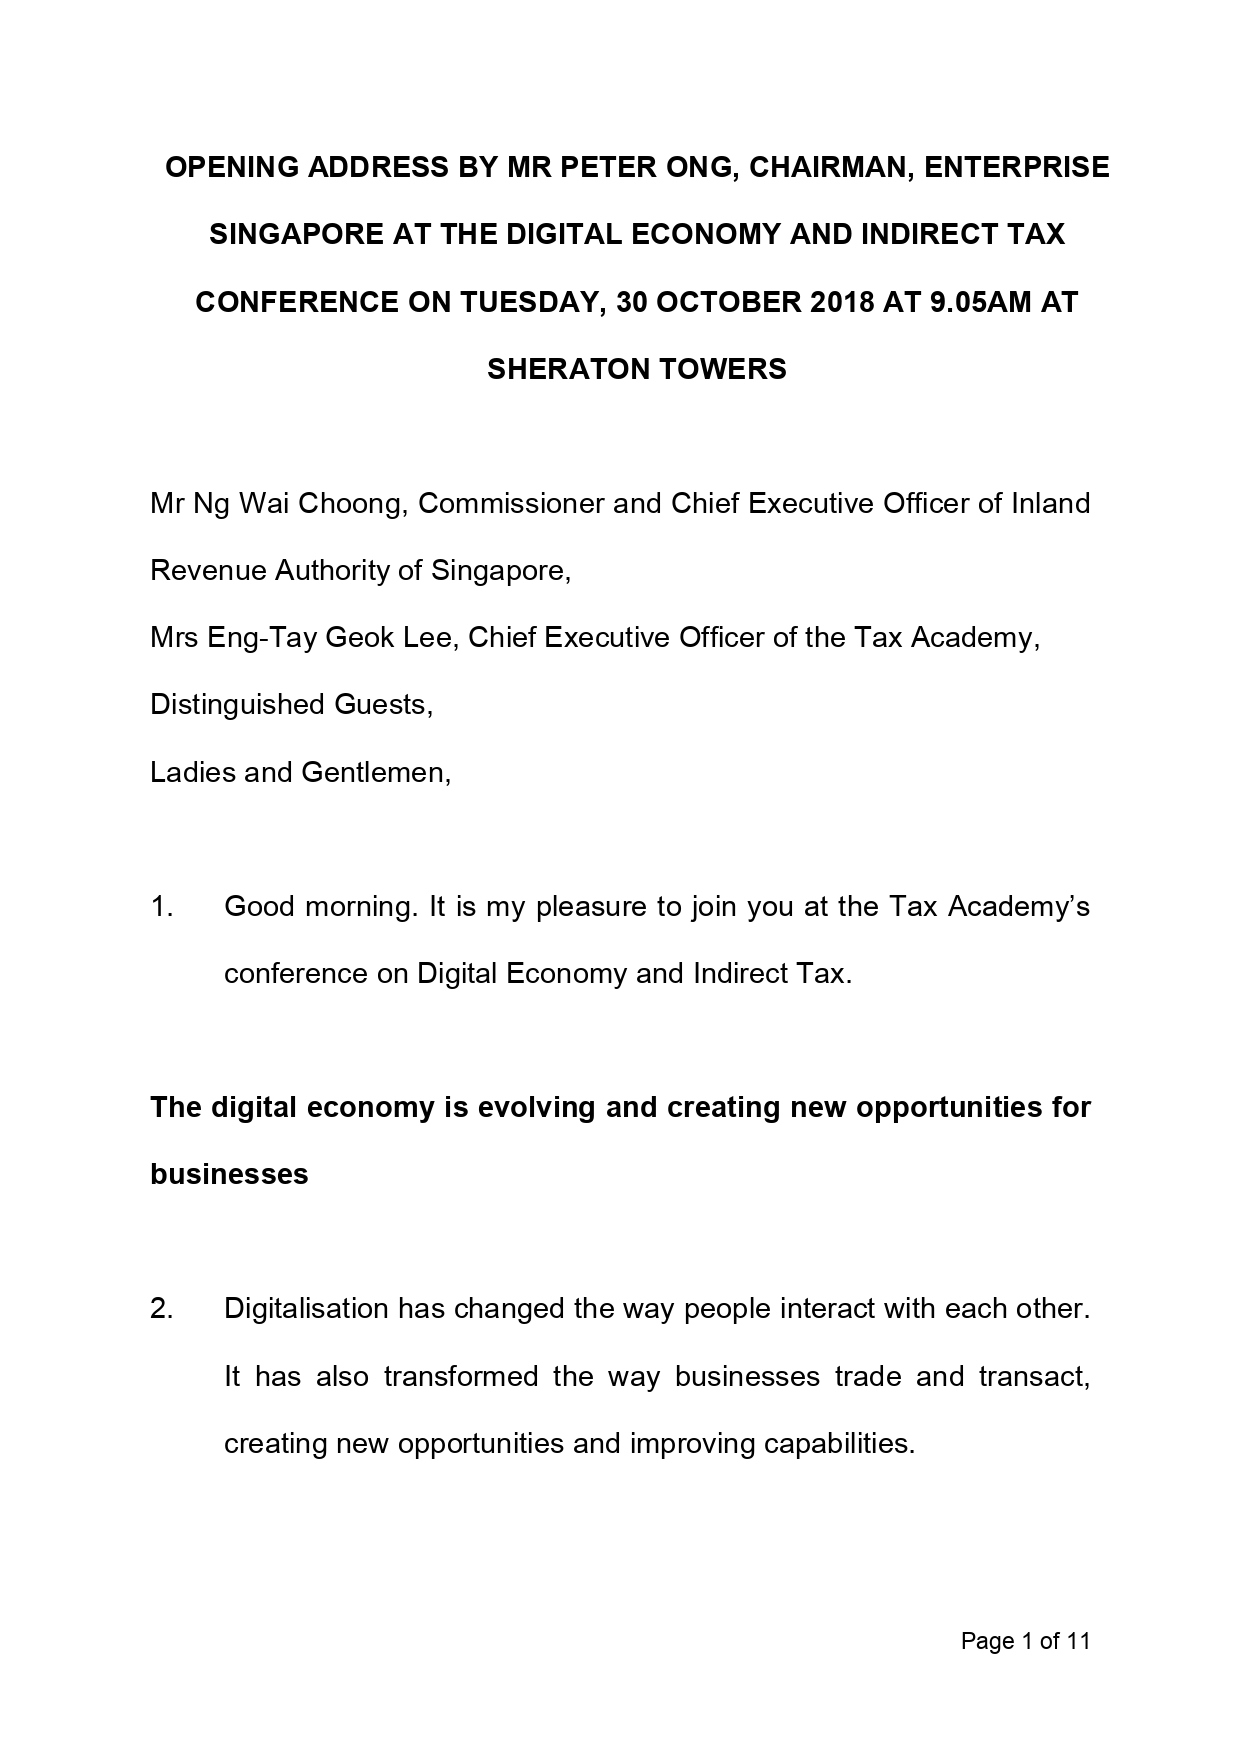 OPENING ADDRESS BY MR PETER ONG, CHAIRMAN, ENTERPRISE
SINGAPORE AT THE DIGITAL ECONOMY AND INDIRECT TAX
CONFERENCE ON TUESDAY, 30 OCTOBER 2018 AT 9.05AM AT
SHERATON TOWERS
Mr Ng Wai Choong, Commissioner and Chief Executive Officer of Inland
Revenue Authority of Singapore,
Mrs Eng-Tay Geok Lee, Chief Executive Officer of the Tax Academy,
Distinguished Guests,
Ladies and Gentlemen,
1. Good morning. It is my pleasure to join you at the Tax Academy’s
conference on Digital Economy and Indirect Tax.
The digital economy is evolving and creating new opportunities for
businesses
2. Digitalisation has changed the way people interact with each other.
It has also transformed the way businesses trade and transact,
creating new opportunities and improving capabilities.
Page 1 of 11